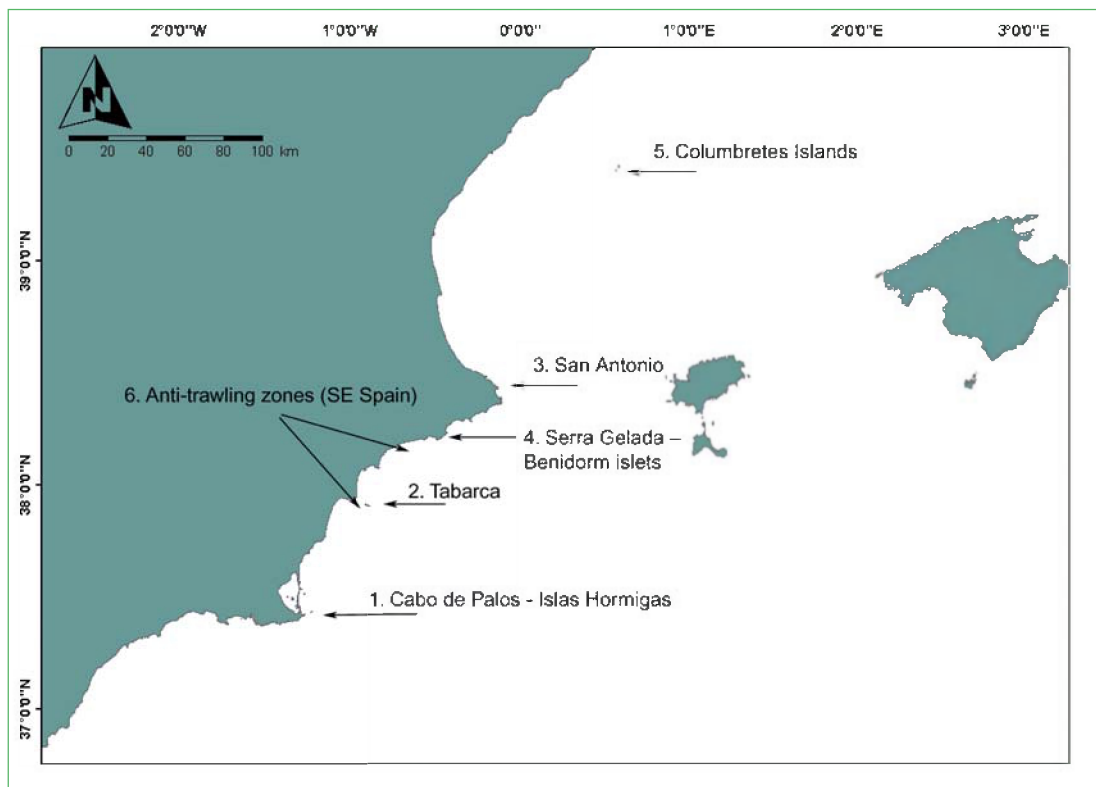 2°0'0"W 1°0'0"W 0°0'0" 1°0'0"E 2°0'0"E 3°0'0"E
N
0 20 40 60 80 100 km
5. Columbretes Islands
39°0'0"N
3. San Antonio
6. Anti-trawling zones (SE Spain)
4. Serra Gelada –
Benidorm islets
38°0'0"N
2. Tabarca
1. Cabo de Palos - Islas Hormigas
37°0'0"N